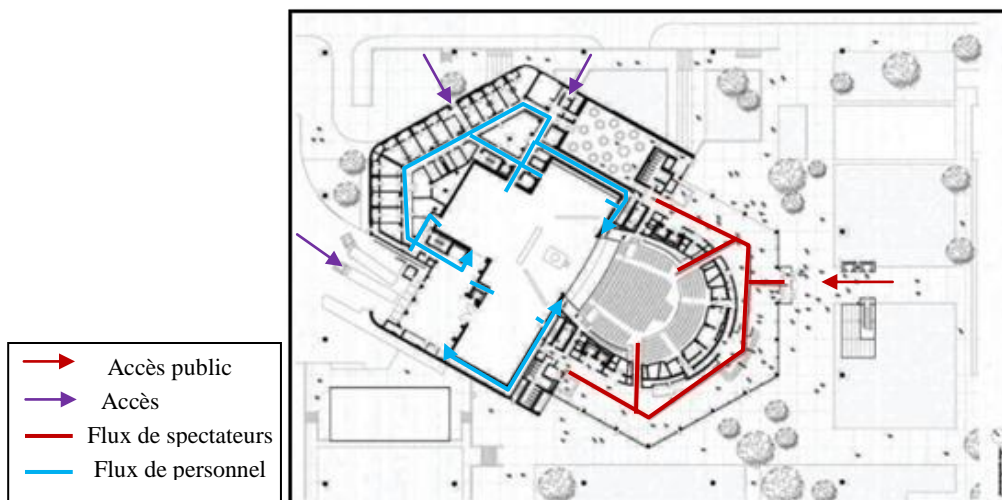 Accès public
Accès
Flux de spectateurs
Flux de personnel